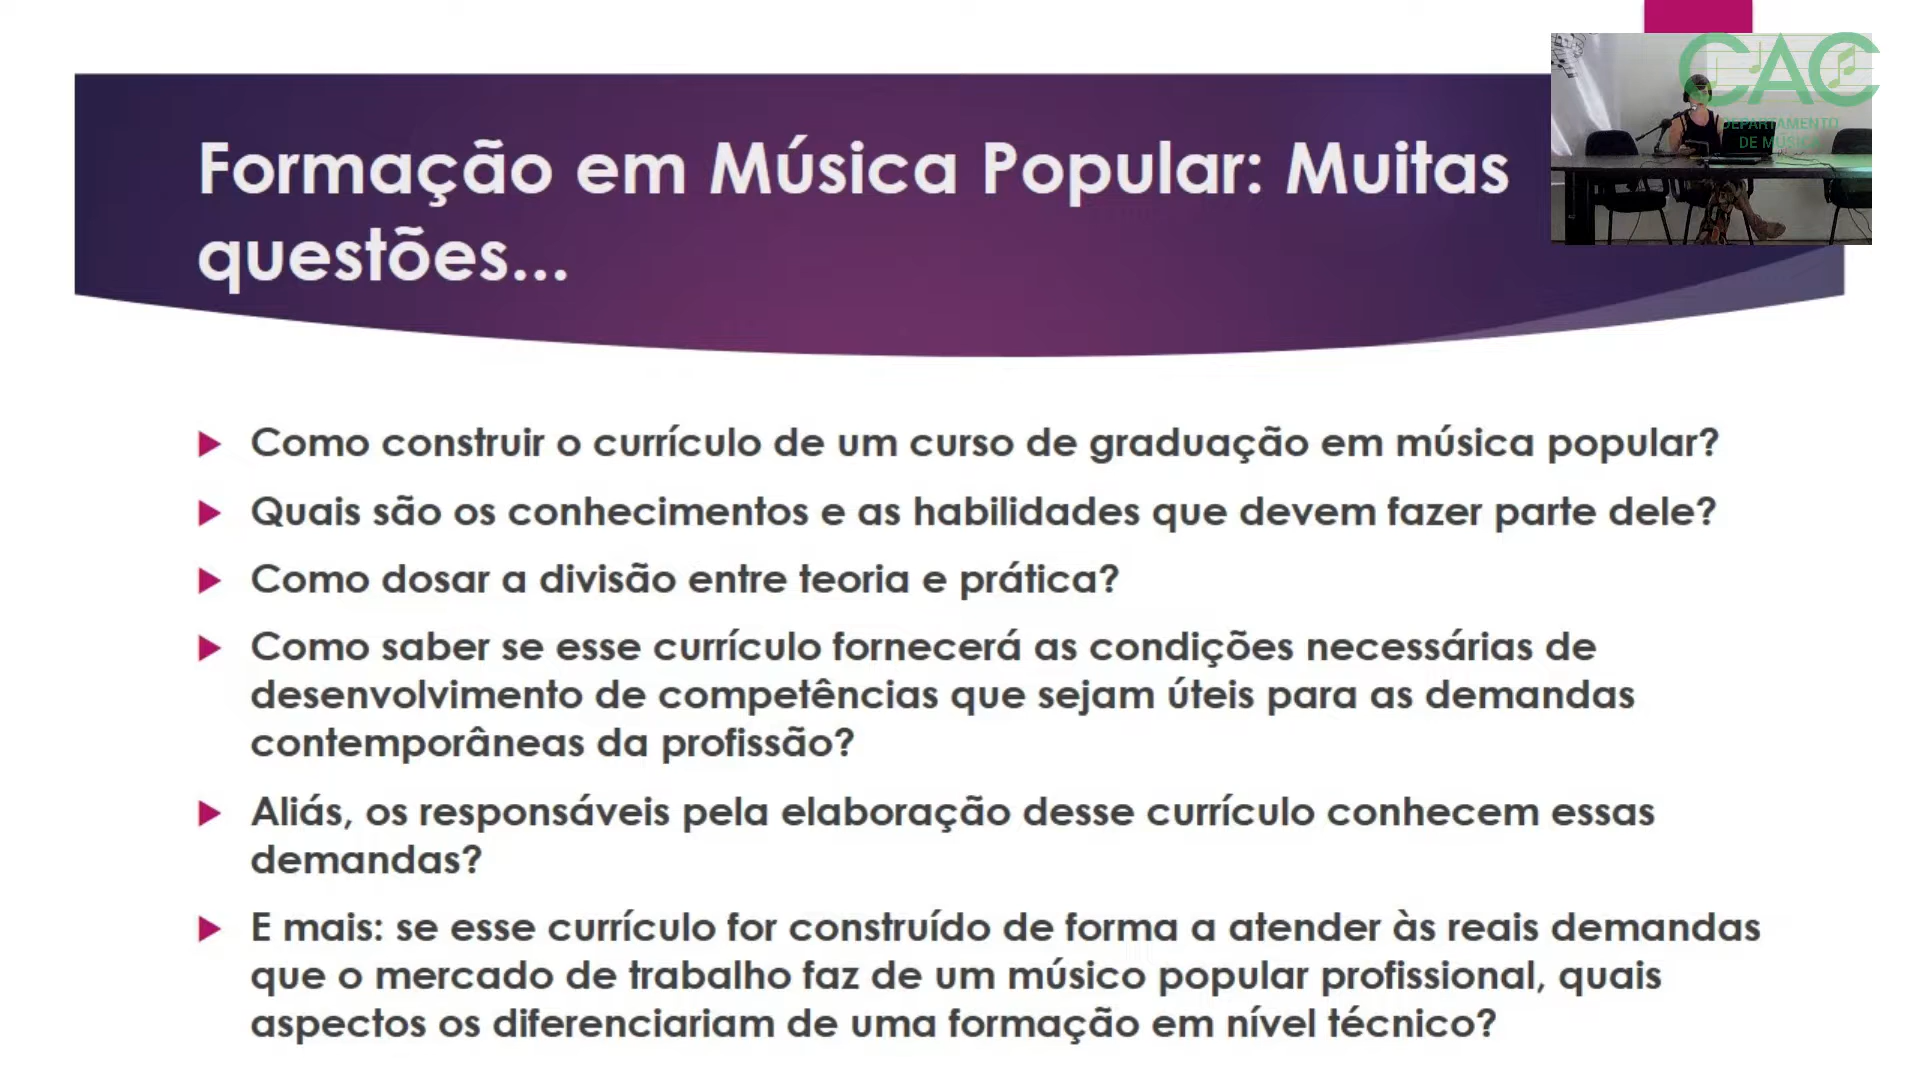 CAC
DEPARTAMENTO
DE MÚSICA
Formação em Música Popular: Muitas
questões...
Como construir o currículo de um curso de graduação em música popular?
Quais são os conhecimentos e as habilidades que devem fazer parte dele?
Como dosar a divisão entre teoria e prática?
Como saber se esse currículo fornecerá as condições necessárias de
desenvolvimento de competências que sejam úteis para as demandas
contemporâneas da profissão?
Aliás, os responsáveis pela elaboração desse currículo conhecem essas
demandas?
E mais: se esse currículo for construído de forma a atender às reais demandas
que o mercado de trabalho faz de um músico popular profissional, quais
aspectos os diferenciariam de uma formação em nível técnico?